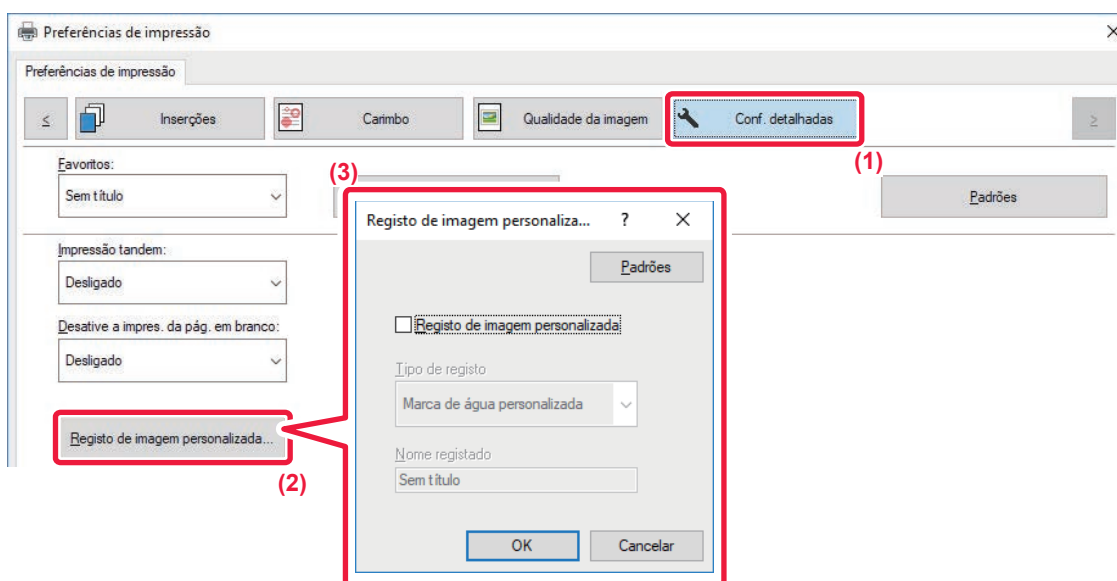 Preferências de impressão
Preferências de impressão
<
Inserções
Carimbo
Qualidade da imagem
Conf. detalhadas
>
(1)
Favoritos:
Sem título
(3)
Padrões
Impressão tandem:
Desligado
Desative a impres. da pág. em branco:
Desligado
Registo de imagem personalizada...
(2)
Registo de imagem personaliza... ?
Padrões
Registo de imagem personalizada
Tipo de registo
Marca de água personalizada
Nome registado
Sem título
OK
Cancelar